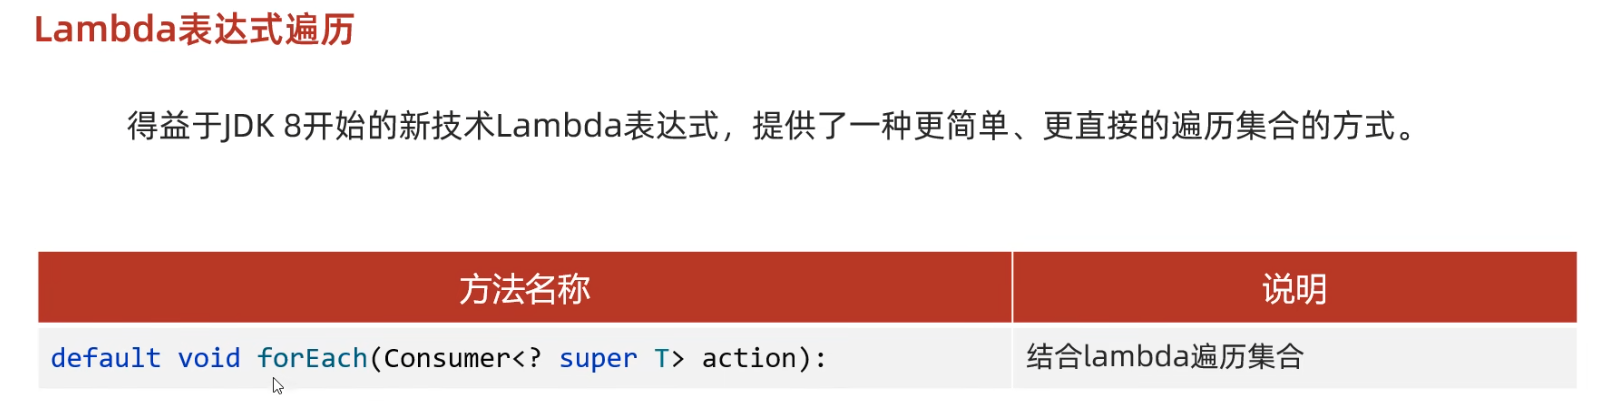 Lambda表达式遍历
得益于JDK 8开始的新技术Lambda表达式，提供了一种更简单、更直接的遍历集合的方式。
方法名称 说明
default void forEach(Consumer<? super T> action): 结合lambda遍历集合